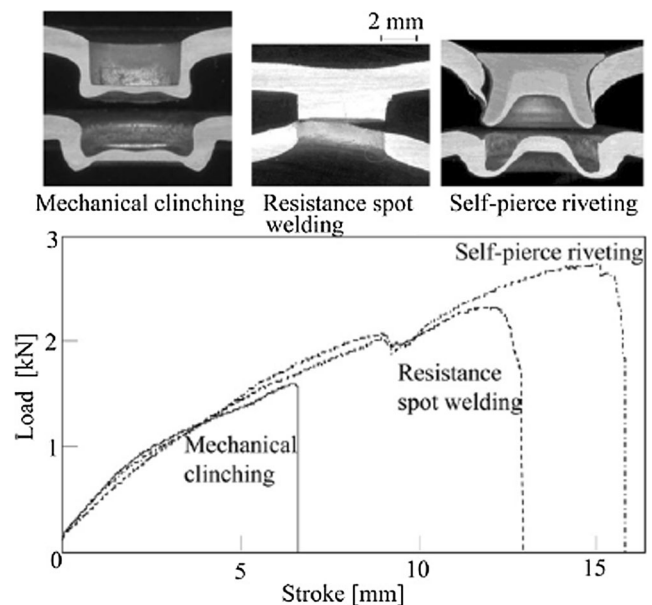 2 mm
Mechanical clinching
Resistance spot
welding
Self-pierce riveting
3
2
1
0
Load [kN]
Self-pierce riveting
Resistance
spot welding
Mechanical
clinching
0
5
10
15
Stroke [mm]